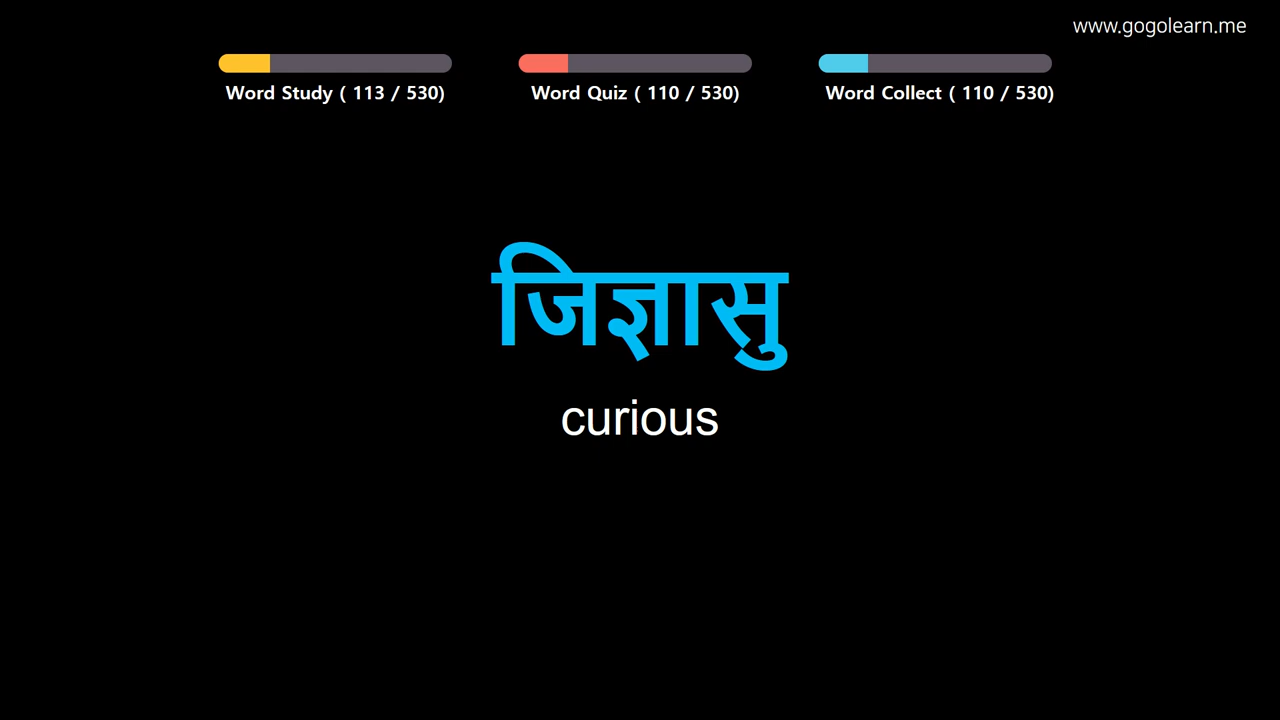 www.gogolearn.me
Word Study ( 113 / 530)
Word Quiz ( 110 / 530)
Word Collect ( 110 / 530)
जिज्ञासु
curious